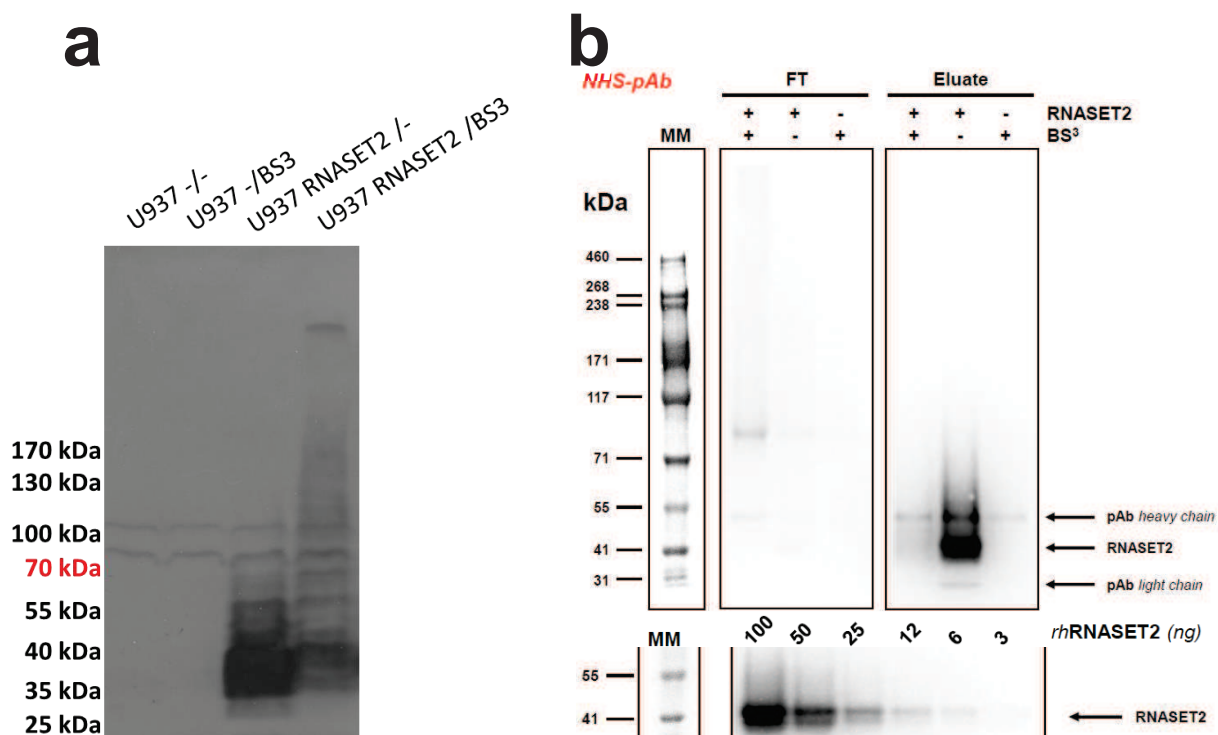 a
U937 -/-
U937 -/BS3
U937 RNASET2 /-
U937 RNASET2 /BS3
170 kDa
130 kDa
100 kDa
70 kDa
55 kDa
40 kDa
35 kDa
25 kDa
b
NHS-pAb
FT
Eluate
+ + - + + - RNASET2
MM + - + + - + BS³
kDa
460
268
238
171
117
71
55
41
31
pAb heavy chain
RNASET2
pAb light chain
MM 100 50 25 12 6 3 rhRNASET2 (ng)
55
41
RNASET2